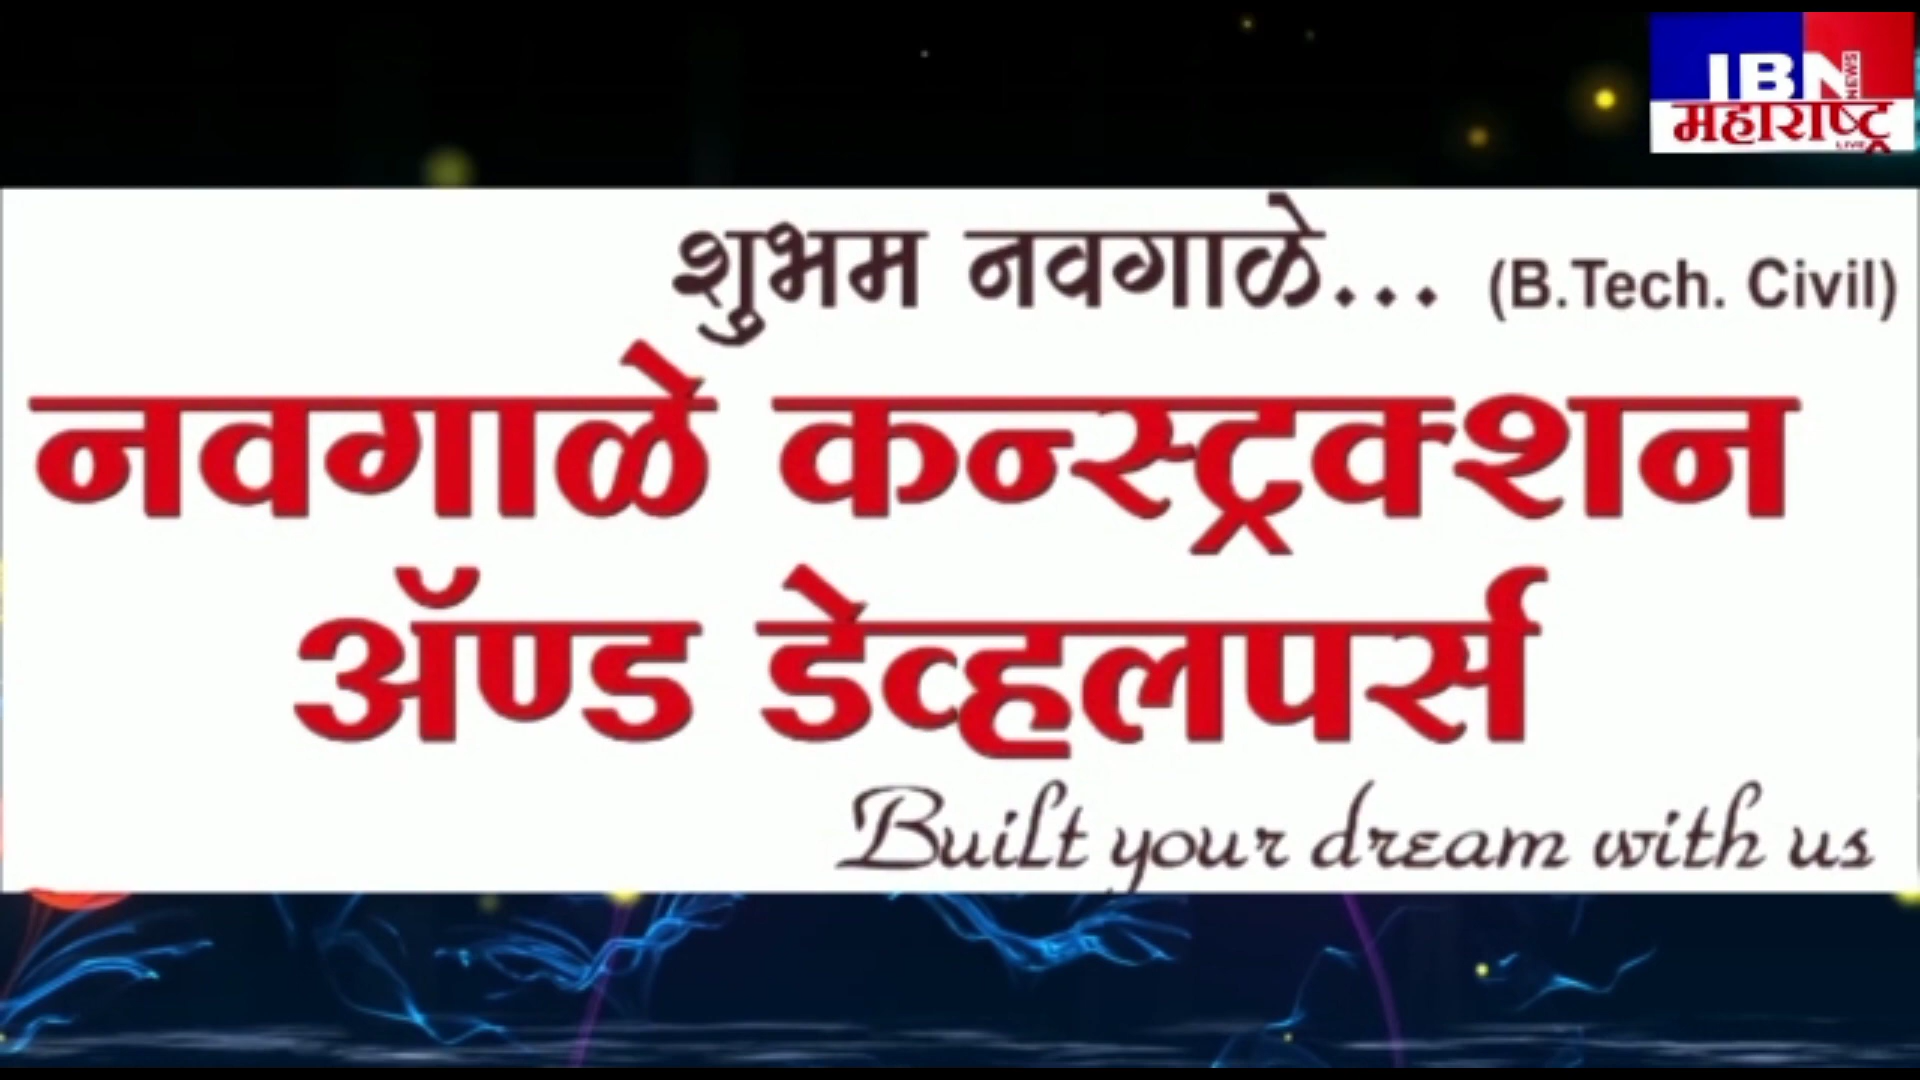 IBN NEWS
महाराष्ट्र
LIVE
शुभम नवगाळे... (B.Tech. Civil)
नवगाळे कन्स्ट्रक्शन
ॲण्ड डेव्हलपर्स
Built your dream with us